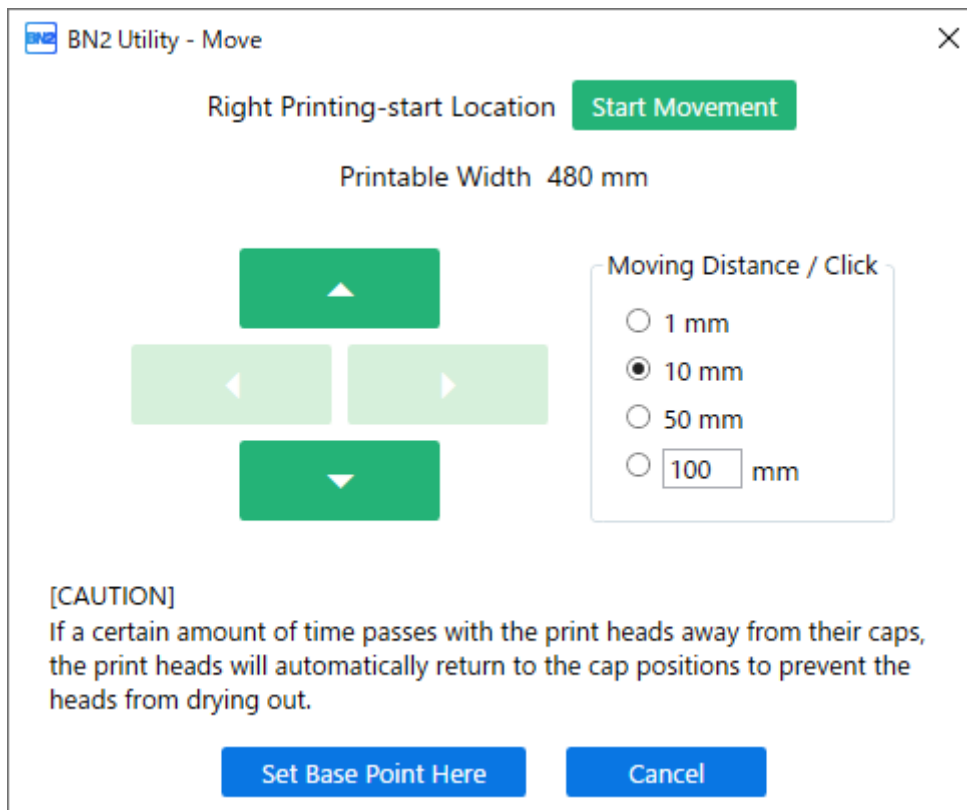 BN2 BN2 Utility - Move
Right Printing-start Location Start Movement
Printable Width 480 mm
Moving Distance / Click
1 mm
10 mm
50 mm
100 mm
[CAUTION]
If a certain amount of time passes with the print heads away from their caps,
the print heads will automatically return to the cap positions to prevent the
heads from drying out.
Set Base Point Here Cancel